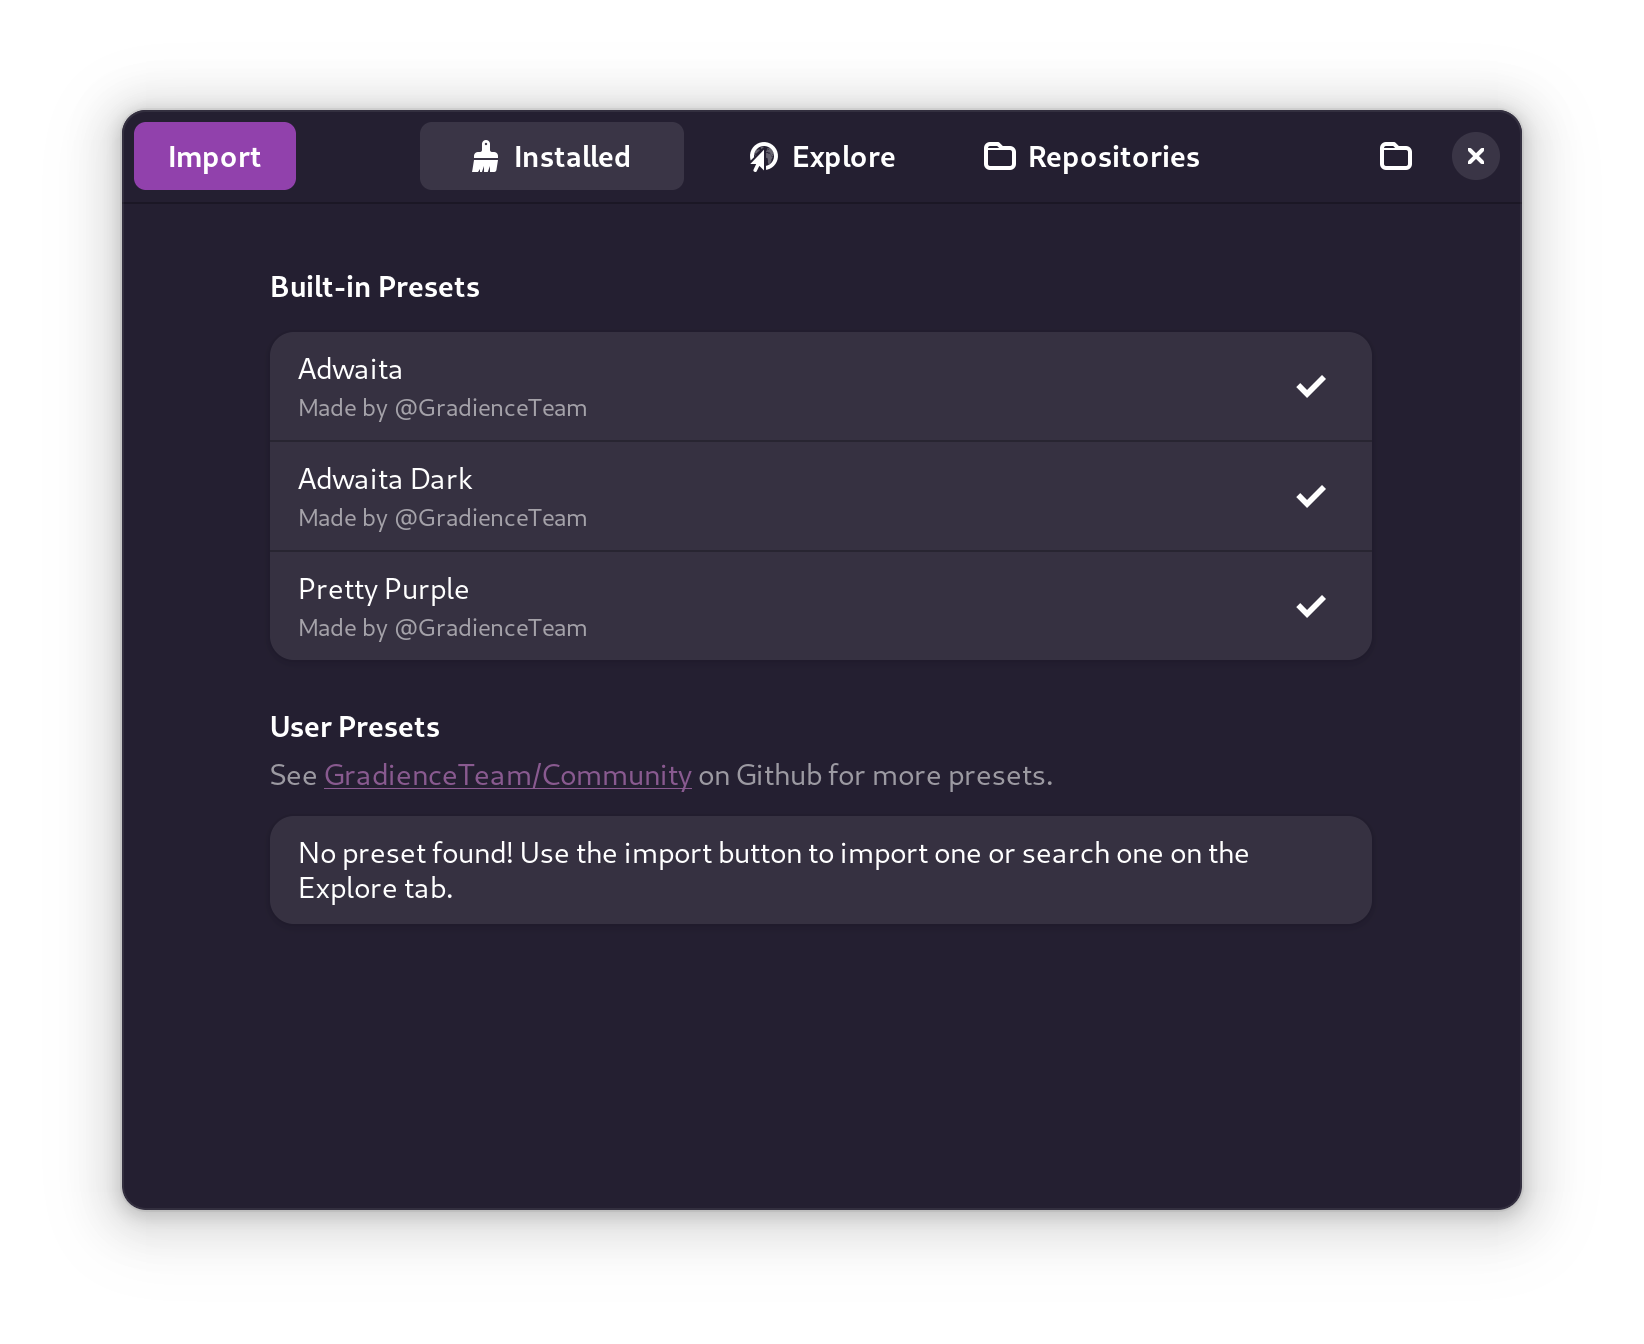 Import
Installed
Explore
Repositories
Built-in Presets
Adwaita
Made by @GradienceTeam
Adwaita Dark
Made by @GradienceTeam
Pretty Purple
Made by @GradienceTeam
User Presets
See GradienceTeam/Community on Github for more presets.
No preset found! Use the import button to import one or search one on the
Explore tab.